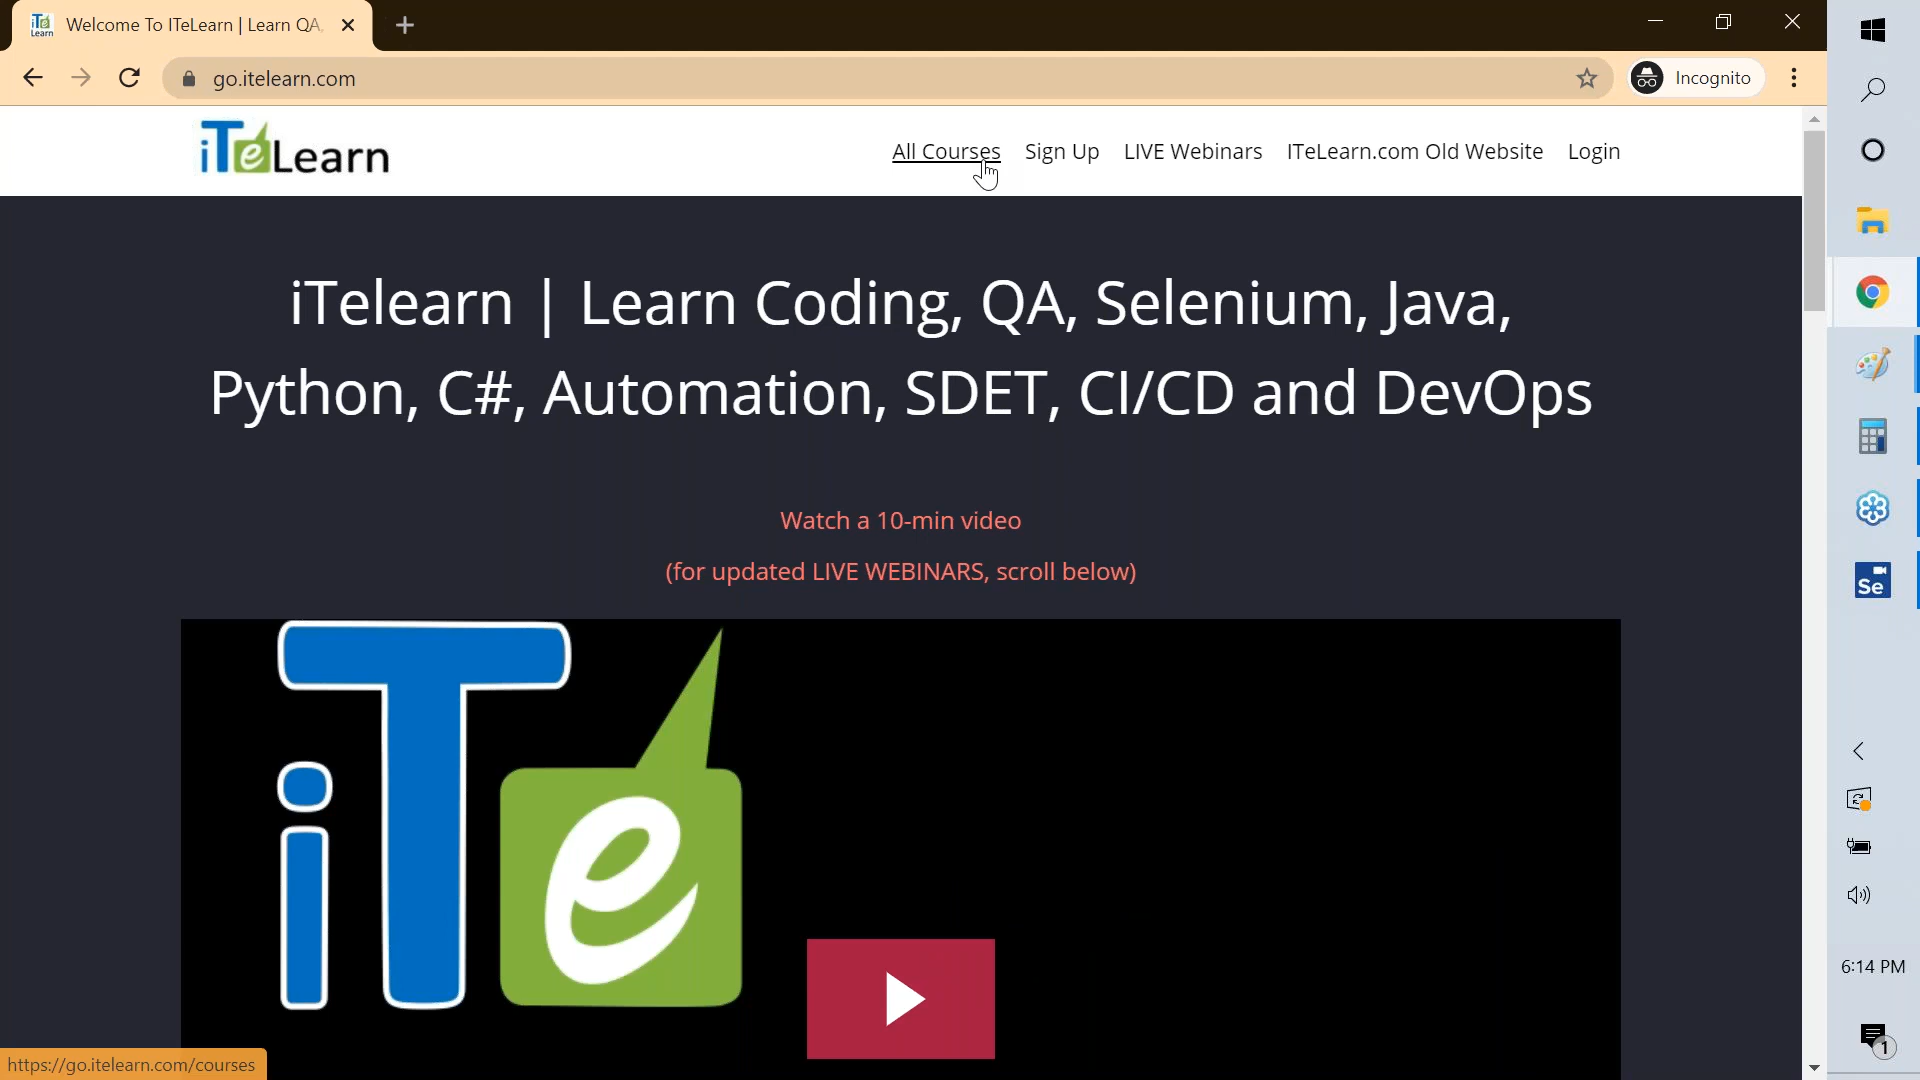 iTe
Learn
Welcome To ITeLearn | Learn QA,
go.itelearn.com
Incognito
iTeLearn
All Courses
Sign Up
LIVE Webinars
ITeLearn.com Old Website
Login
iTelearn | Learn Coding, QA, Selenium, Java,
Python, C#, Automation, SDET, CI/CD and DevOps
Watch a 10-min video
(for updated LIVE WEBINARS, scroll below)
iTe
https://go.itelearn.com/courses
Se
6:14 PM
1